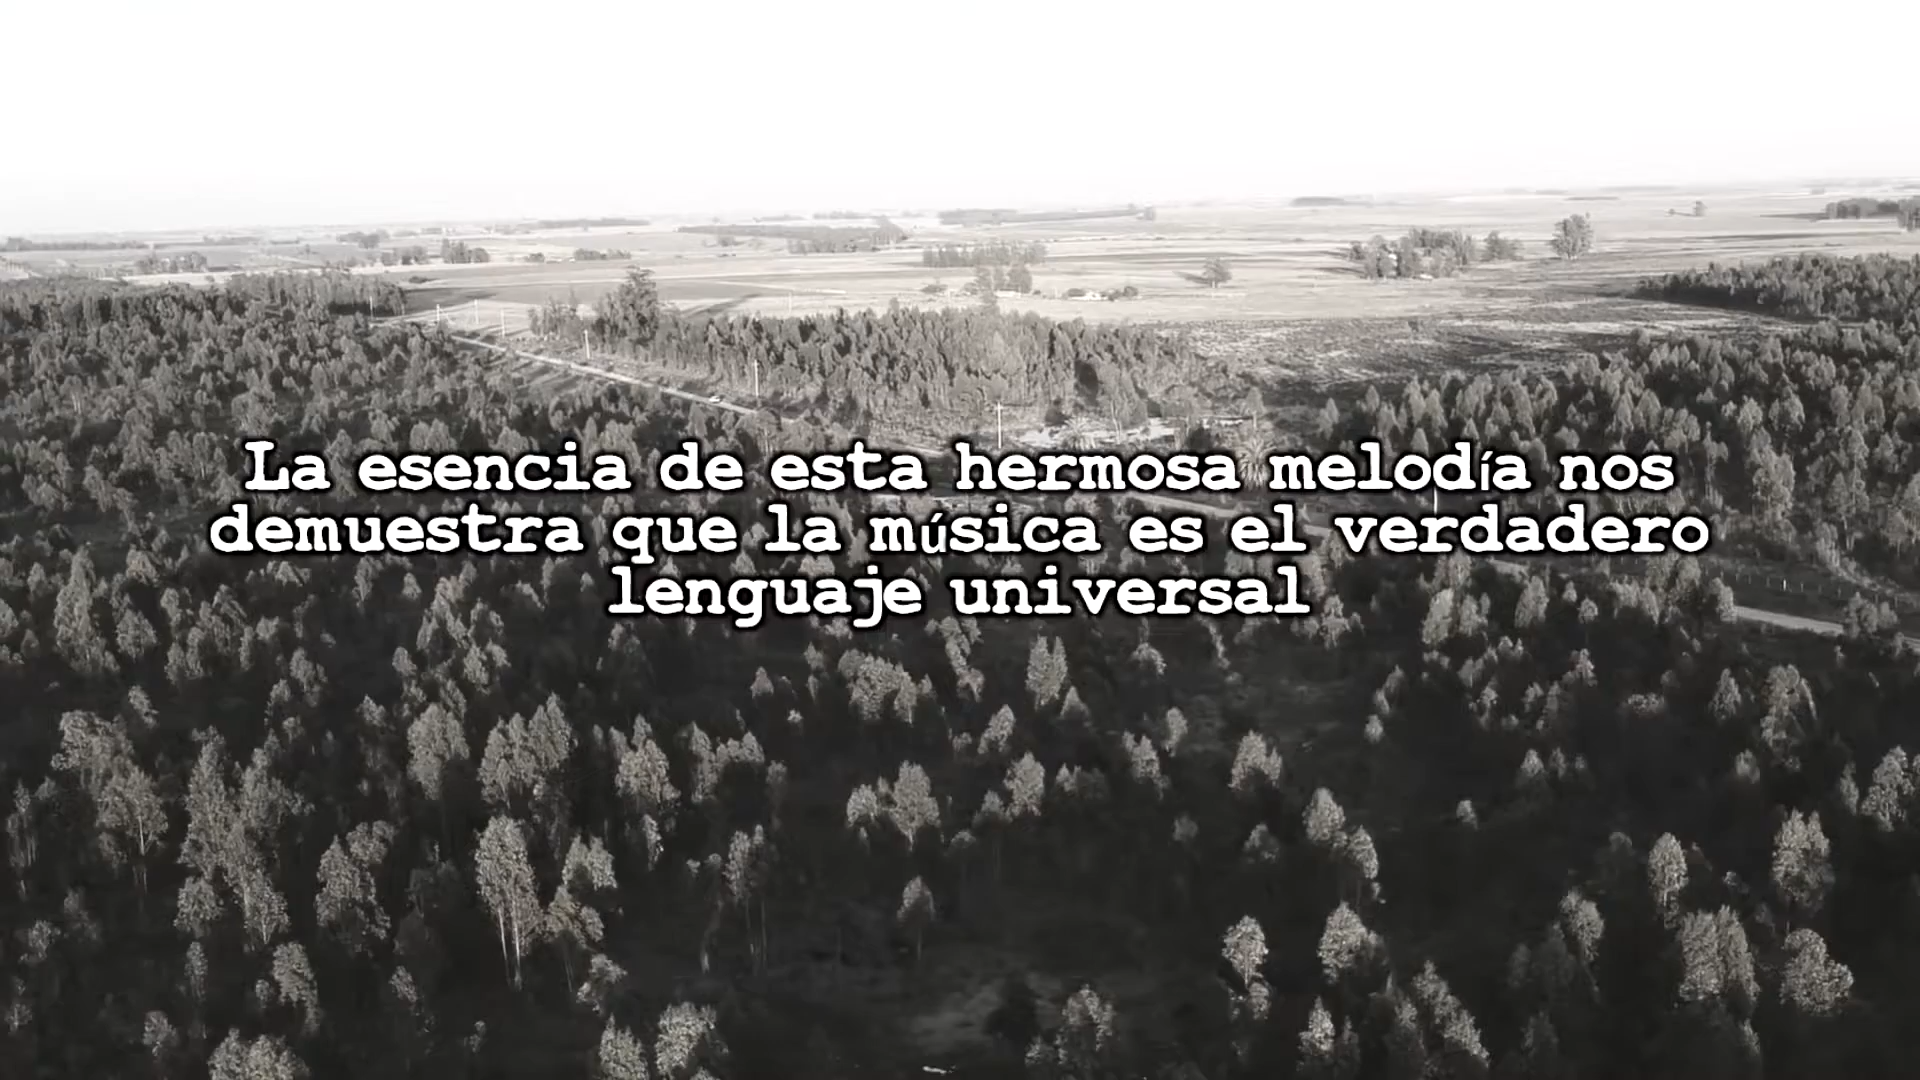 La esencia de esta hermosa melodía nos
demuestra que la música es el verdadero
lenguaje universal